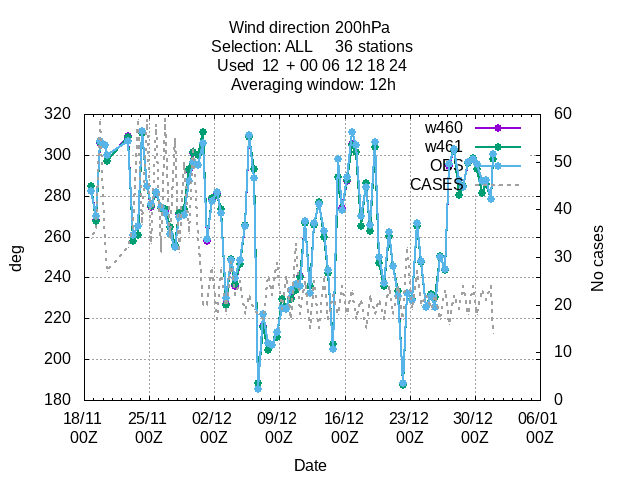 Wind direction 200hPa
Selection: ALL 36 stations
Used 12 + 00 06 12 18 24
Averaging window: 12h
320 60
w460
w461
OBS
CASES
300 50
280 40
260 30
240 20
220
200 10
180 0
deg
No cases
18/11 25/11 02/12 09/12 16/12 23/12 30/12 06/01
00Z 00Z 00Z 00Z 00Z 00Z 00Z 00Z
Date